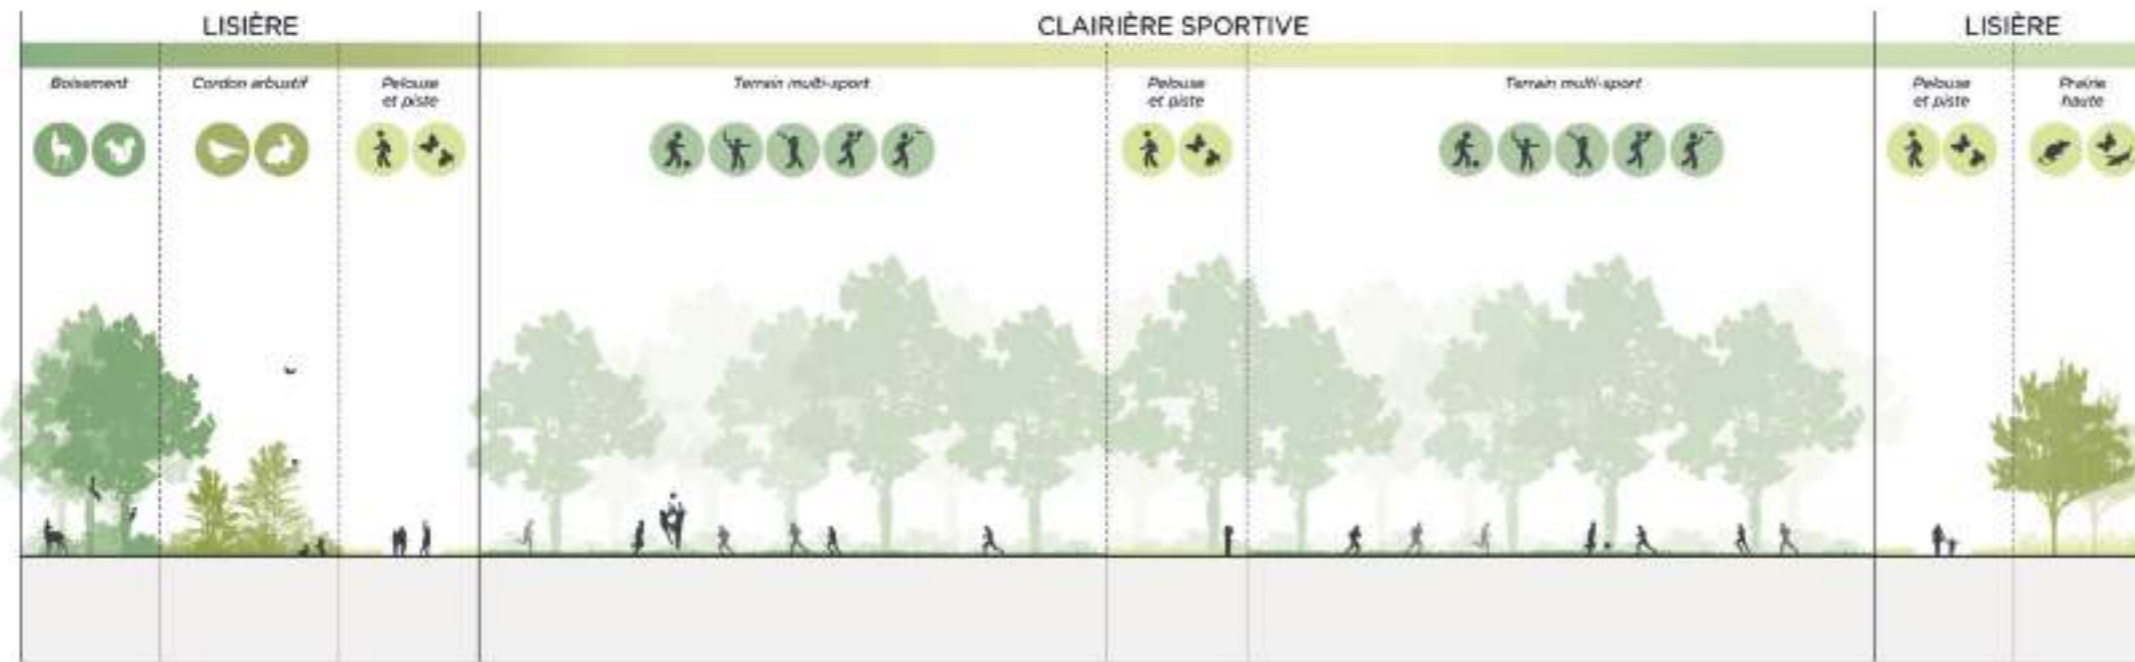 LISIÈRE
CLAIRIÈRE SPORTIVE
LISIÈRE
Boisement
Cordon arbustif
Pelouse
et piste
Terrain multi-sport
Pelouse
et piste
Terrain multi-sport
Pelouse
et piste
Prairie
haute